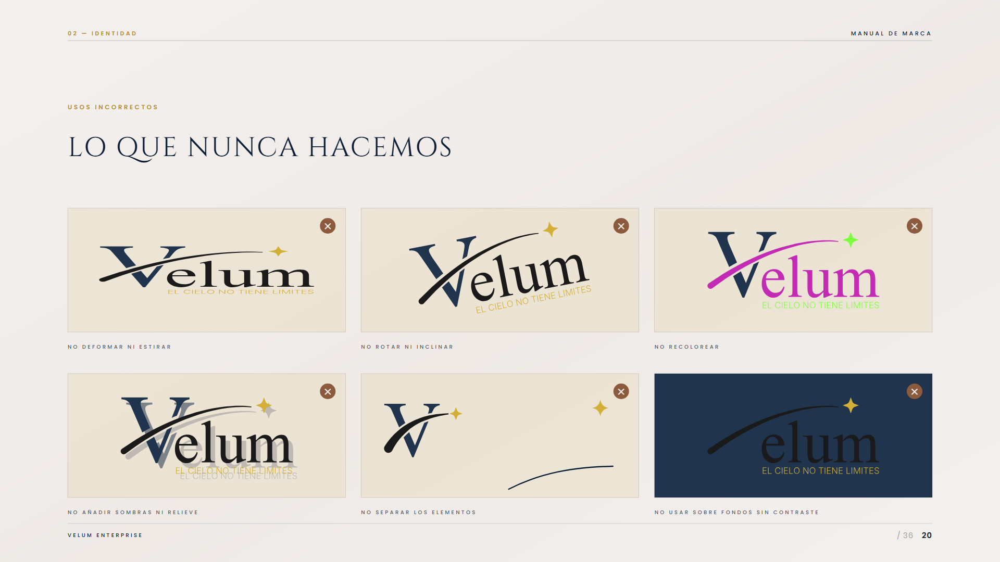 02 — IDENTIDAD
MANUAL DE MARCA
USOS INCORRECTOS
LO QUE NUNCA HACEMOS
Velum
EL CIELO NO TIENE LIMITES
Velum
EL CIELO NO TIENE LIMITES
Velum
EL CIELO NO TIENE LIMITES
NO DEFORMAR NI ESTIRAR
NO ROTAR NI INCLINAR
NO RECOLOREAR
Velum
EL CIELO NO TIENE LIMITES
EL CIELO NO TIENE LIMITES
V
elum
EL CIELO NO TIENE LIMITES
NO AÑADIR SOMBRAS NI RELIEVE
NO SEPARAR LOS ELEMENTOS
NO USAR SOBRE FONDOS SIN CONTRASTE
VELUM ENTERPRISE
/ 36 20